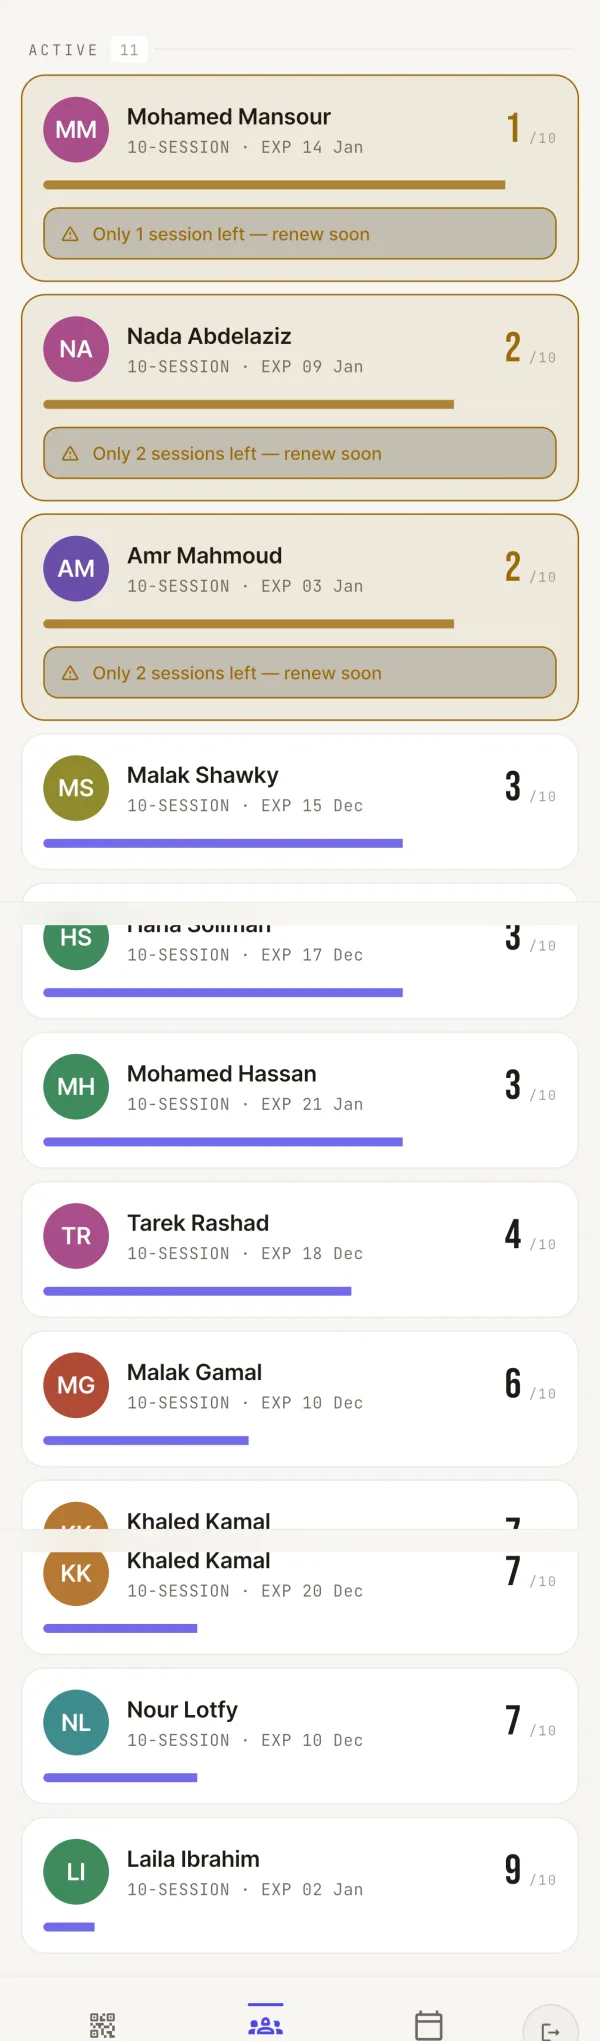 ACTIVE 11
MM Mohamed Mansour 1 /10
10-SESSION · EXP 14 Jan
Only 1 session left — renew soon
NA Nada Abdelaziz 2 /10
10-SESSION · EXP 09 Jan
Only 2 sessions left — renew soon
AM Amr Mahmoud 2 /10
10-SESSION · EXP 03 Jan
Only 2 sessions left — renew soon
MS Malak Shawky 3 /10
10-SESSION · EXP 15 Dec
HS Hana Soliman 3 /10
10-SESSION · EXP 17 Dec
MH Mohamed Hassan 3 /10
10-SESSION · EXP 21 Jan
TR Tarek Rashad 4 /10
10-SESSION · EXP 18 Dec
MG Malak Gamal 6 /10
10-SESSION · EXP 10 Dec
KK Khaled Kamal 7
KK Khaled Kamal 7 /10
10-SESSION · EXP 20 Dec
NL Nour Lotfy 7 /10
10-SESSION · EXP 10 Dec
LI Laila Ibrahim 9 /10
10-SESSION · EXP 02 Jan